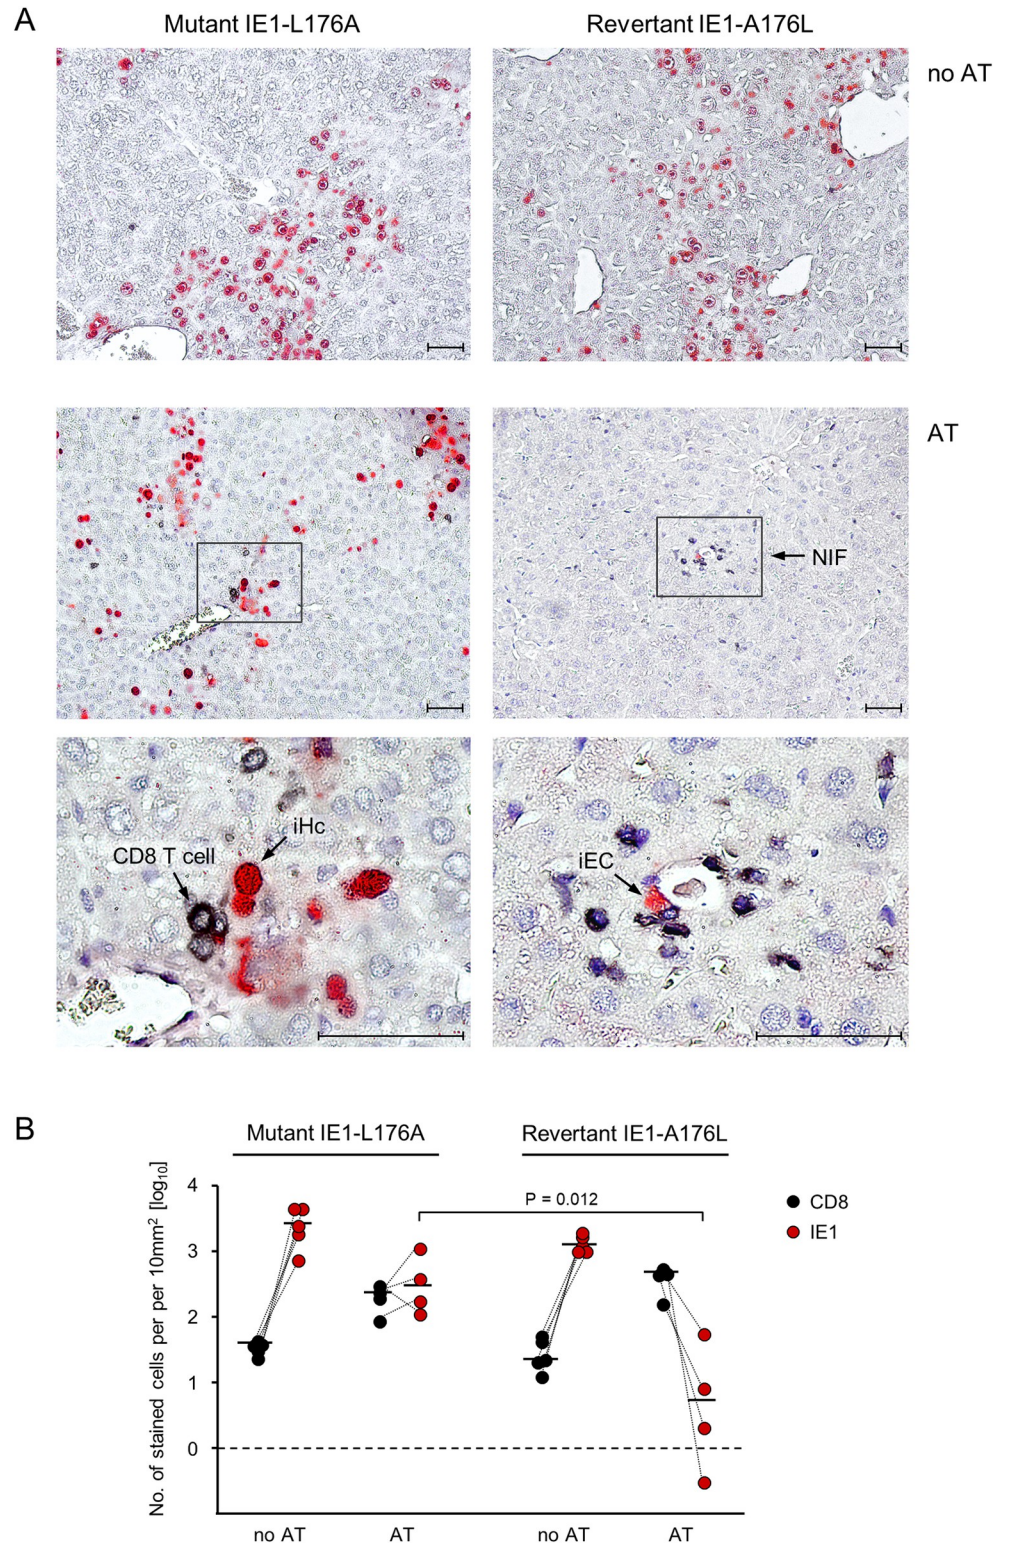 A
Mutant IE1-L176A
Revertant IE1-A176L
no AT
AT
NIF
iHc
CD8 T cell
iEC
B
Mutant IE1-L176A
Revertant IE1-A176L
No. of stained cells per per 10mm² [log₁₀]
4
3
2
1
0
P = 0.012
CD8
IE1
no AT
AT
no AT
AT